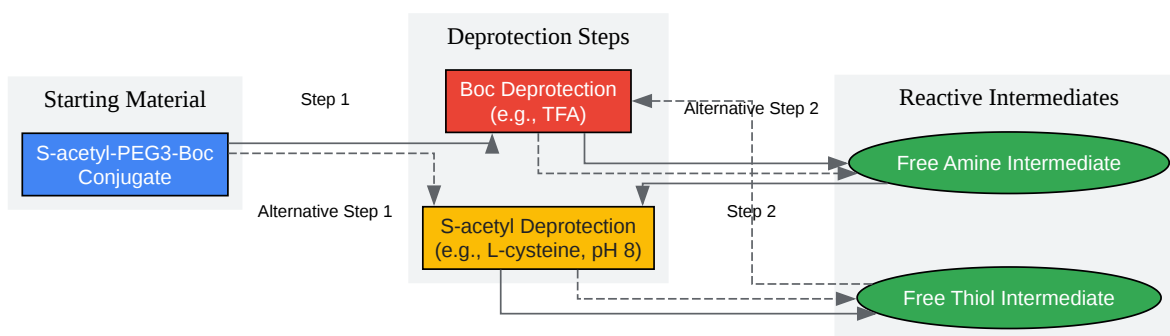 Deprotection Steps
Starting Material
Step 1
Boc Deprotection
(e.g., TFA)
Alternative Step 2
Reactive Intermediates
S-acetyl-PEG3-Boc
Conjugate
Free Amine Intermediate
Alternative Step 1
S-acetyl Deprotection
(e.g., L-cysteine, pH 8)
Step 2
Free Thiol Intermediate